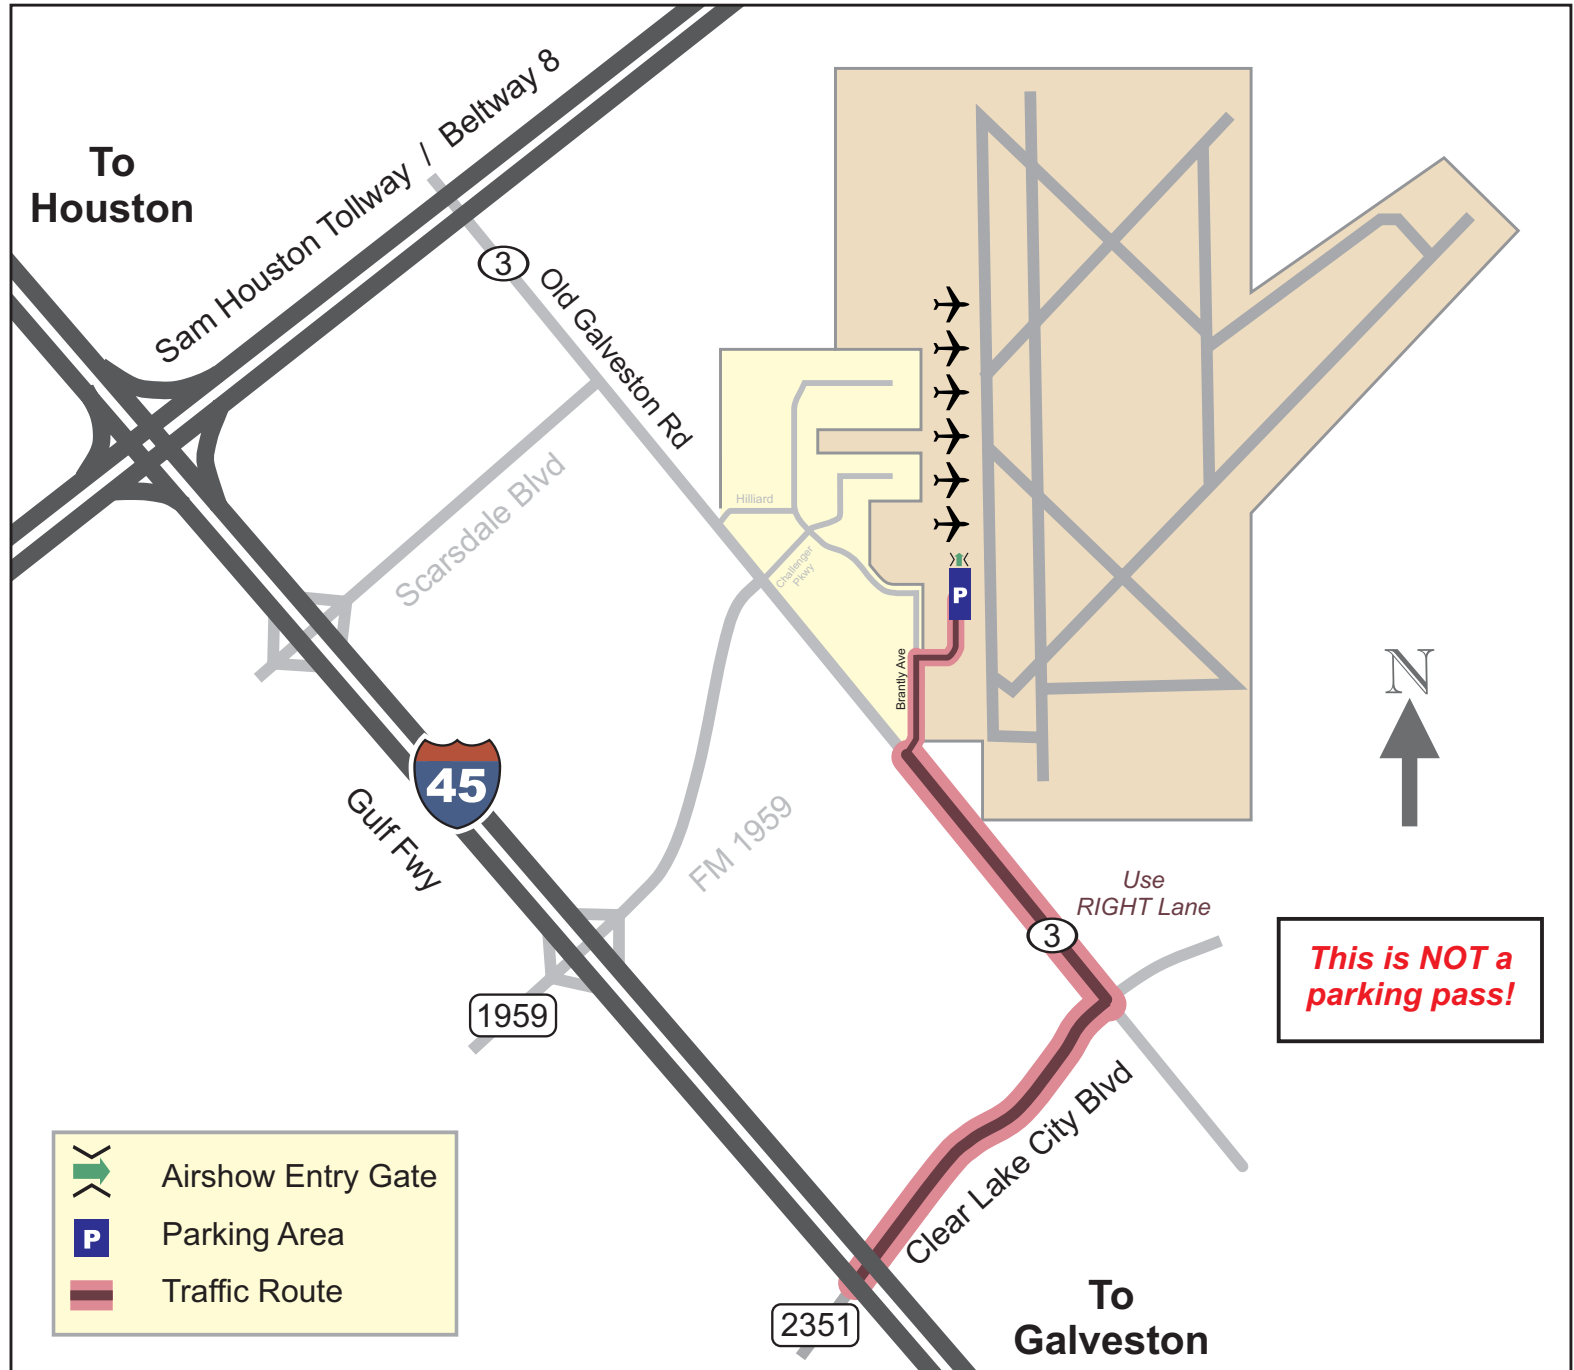 To
Houston
Sam Houston Tollway / Beltway 8
3
Old Galveston Rd
Scarsdale Blvd
Hilliard
Challenger
Pkwy
P
Brantly Ave
N
45
Gulf Fwy
FM 1959
Use
RIGHT Lane
3
This is NOT a
parking pass!
1959
Clear Lake City Blvd
Airshow Entry Gate
P
Parking Area
Traffic Route
2351
To
Galveston